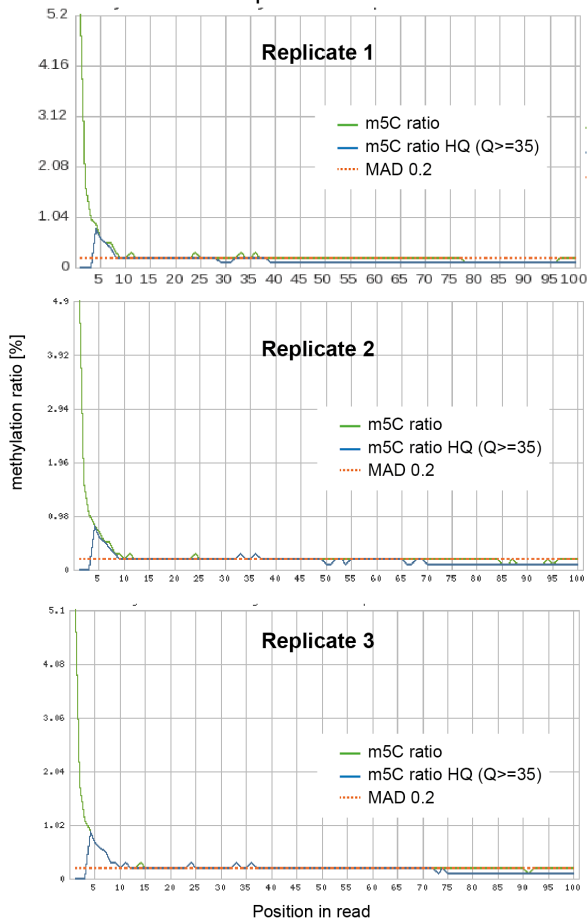 5.2
Replicate 1
4.16
m5C ratio
3.12
m5C ratio HQ (Q>=35)
MAD 0.2
2.08
1.04
0
5 10 15 20 25 30 35 40 45 50 55 60 65 70 75 80 85 90 95 100
4.9
Replicate 2
3.92
2.94
m5C ratio
m5C ratio HQ (Q>=35)
MAD 0.2
1.96
0.98
0
5 10 15 20 25 30 35 40 45 50 55 60 65 70 75 80 85 90 95 100
methylation ratio [%]
5.1
Replicate 3
4.08
3.06
m5C ratio
m5C ratio HQ (Q>=35)
MAD 0.2
2.04
1.02
0
5 10 15 20 25 30 35 40 45 50 55 60 65 70 75 80 85 90 95 100
Position in read